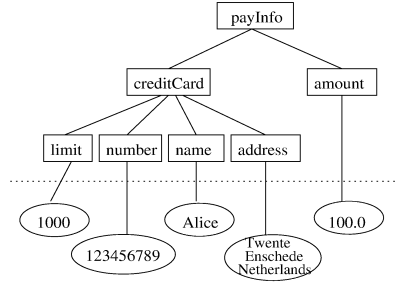 payInfo
creditCard
amount
limit
number
name
address
1000
Alice
100.0
123456789
Twente
Enschede
Netherlands